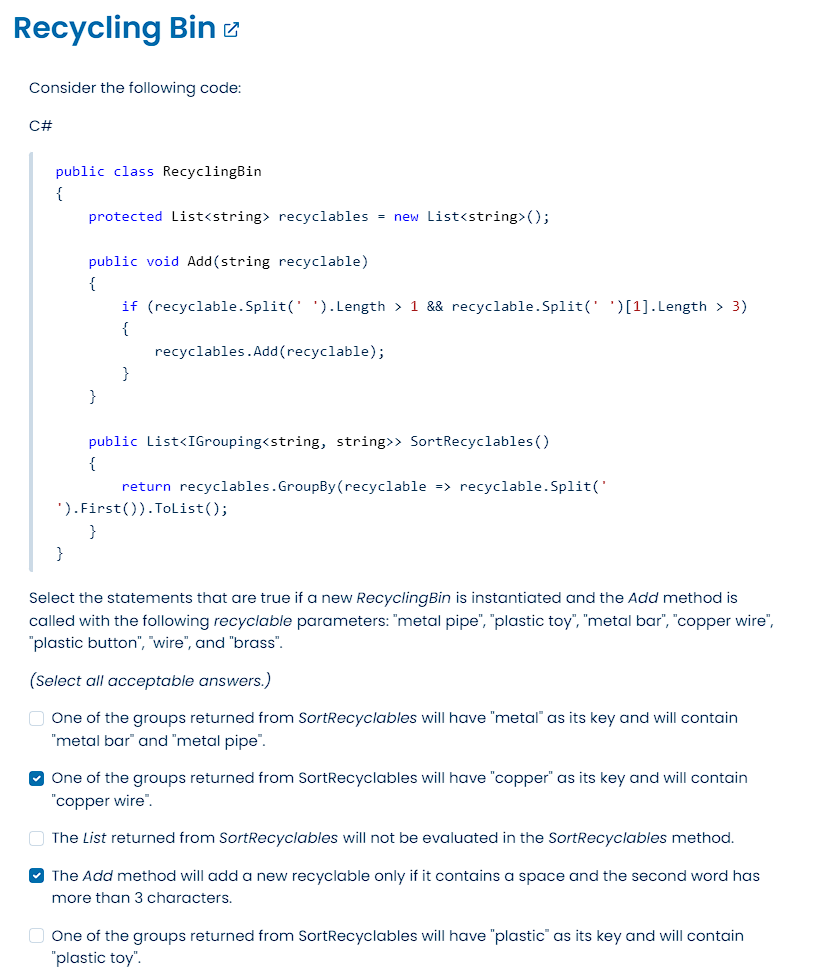 Recycling Bin
Consider the following code:
C#
public class RecyclingBin
{
protected List<string> recyclables = new List<string>();
public void Add(string recyclable)
{
if (recyclable.Split(' ').Length > 1 && recyclable.Split(' ')[1].Length > 3)
{
recyclables.Add(recyclable);
}
}
public List<IGrouping<string, string>> SortRecyclables()
{
return recyclables.GroupBy(recyclable => recyclable.Split('
').First()).ToList();
}
}
Select the statements that are true if a new RecyclingBin is instantiated and the Add method is
called with the following recyclable parameters: "metal pipe", "plastic toy", "metal bar", "copper wire",
"plastic button", "wire", and "brass".
(Select all acceptable answers.)
One of the groups returned from SortRecyclables will have "metal" as its key and will contain
"metal bar" and "metal pipe".
One of the groups returned from SortRecyclables will have "copper" as its key and will contain
"copper wire".
The List returned from SortRecyclables will not be evaluated in the SortRecyclables method.
The Add method will add a new recyclable only if it contains a space and the second word has
more than 3 characters.
One of the groups returned from SortRecyclables will have "plastic" as its key and will contain
"plastic toy".